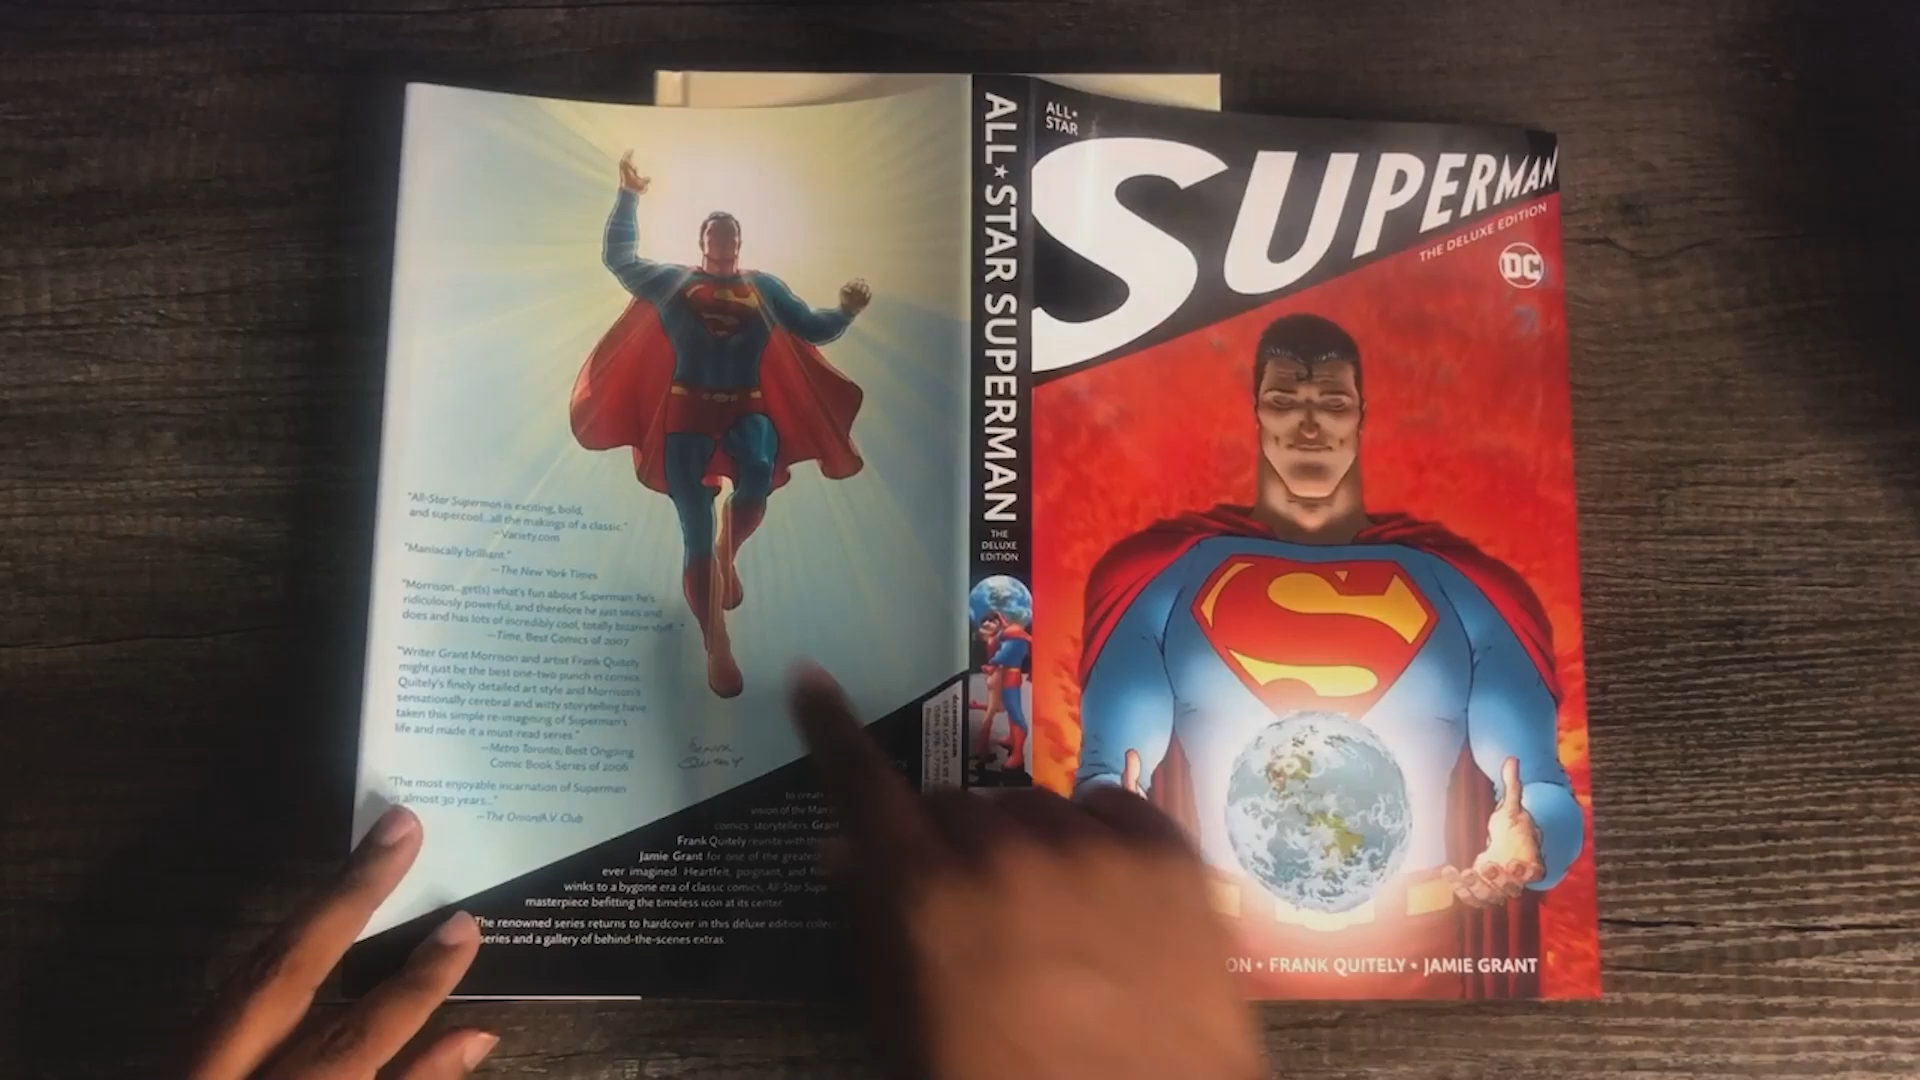 "All-Star Superman is exciting, bold,
and supercool...all the makings of a classic."
—Variety.com
"Maniacally brilliant."
—The New York Times
"Morrison...get(s) what's fun about Superman: he's
ridiculously powerful, and therefore he just sees and
does and has lots of incredibly cool, totally bizarre stuff."
—Time, Best Comics of 2007
"Writer Grant Morrison and artist Frank Quitely
might just be the best one-two punch in comics.
Quitely's finely detailed art style and Morrison's
sensationally cerebral and witty storytelling have
taken this simple re-imagining of Superman's
life and made it a must-read series."
—Metro Toronto, Best Ongoing
Comic Book Series of 2006
"The most enjoyable incarnation of Superman
in almost 30 years..."
—The Onion/A.V. Club
FRANK
QUITELY
to create
vision of the Man
comics storytellers Grant
Frank Quitely reunite with
Jamie Grant for one of the greatest
ever imagined. Heartfelt, poignant, and
winks to a bygone era of classic comics, All-Star
masterpiece befitting the timeless icon at its center.
The renowned series returns to hardcover in this deluxe edition
series and a gallery of behind-the-scenes extras.
dccomics.com
ALL★STAR SUPERMAN
THE
DELUXE
EDITION
ALL★
STAR
SUPERMAN
THE DELUXE EDITION
DC
S
ON • FRANK QUITELY • JAMIE GRANT